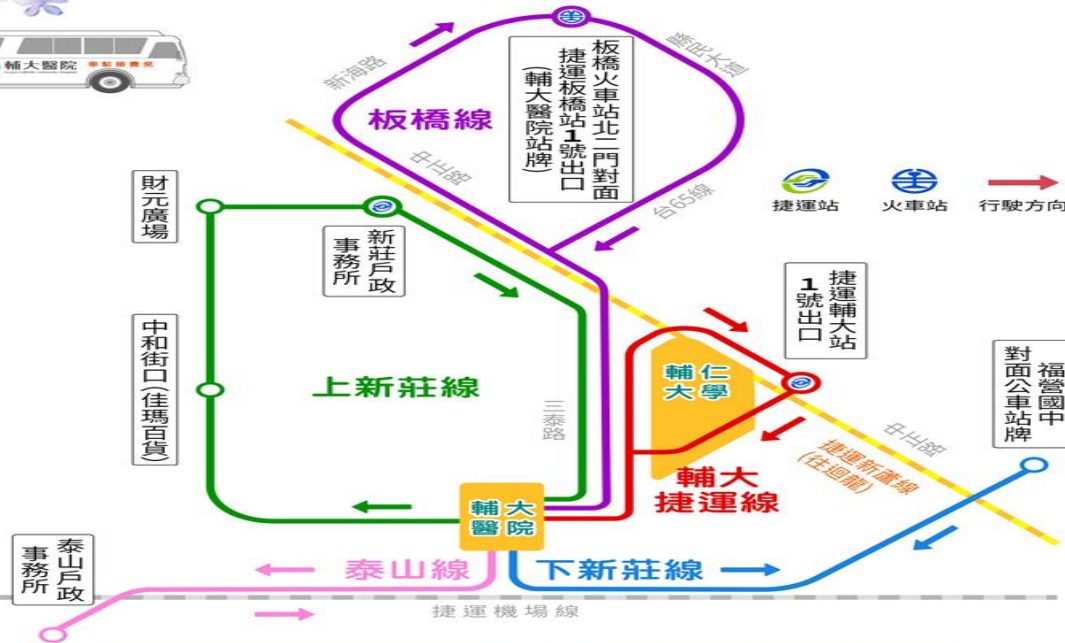 輔大醫院 車輛接費免
新海路
縣民大道
板橋線
板橋火車站北二門對面
捷運板橋站1號出口
(輔大醫院站牌)
中正路
台65線
捷運站
火車站
行駛方向
財元廣場
新莊戶政
事務所
捷運輔大站
1號出口
福營國中
對面公車站牌
中和街口(佳瑪百貨)
上新莊線
三泰路
輔仁
大學
中正路
捷運新蘆線
(往迴龍)
輔大
捷運線
輔大
醫院
泰山戶政
事務所
泰山線
下新莊線
捷運機場線